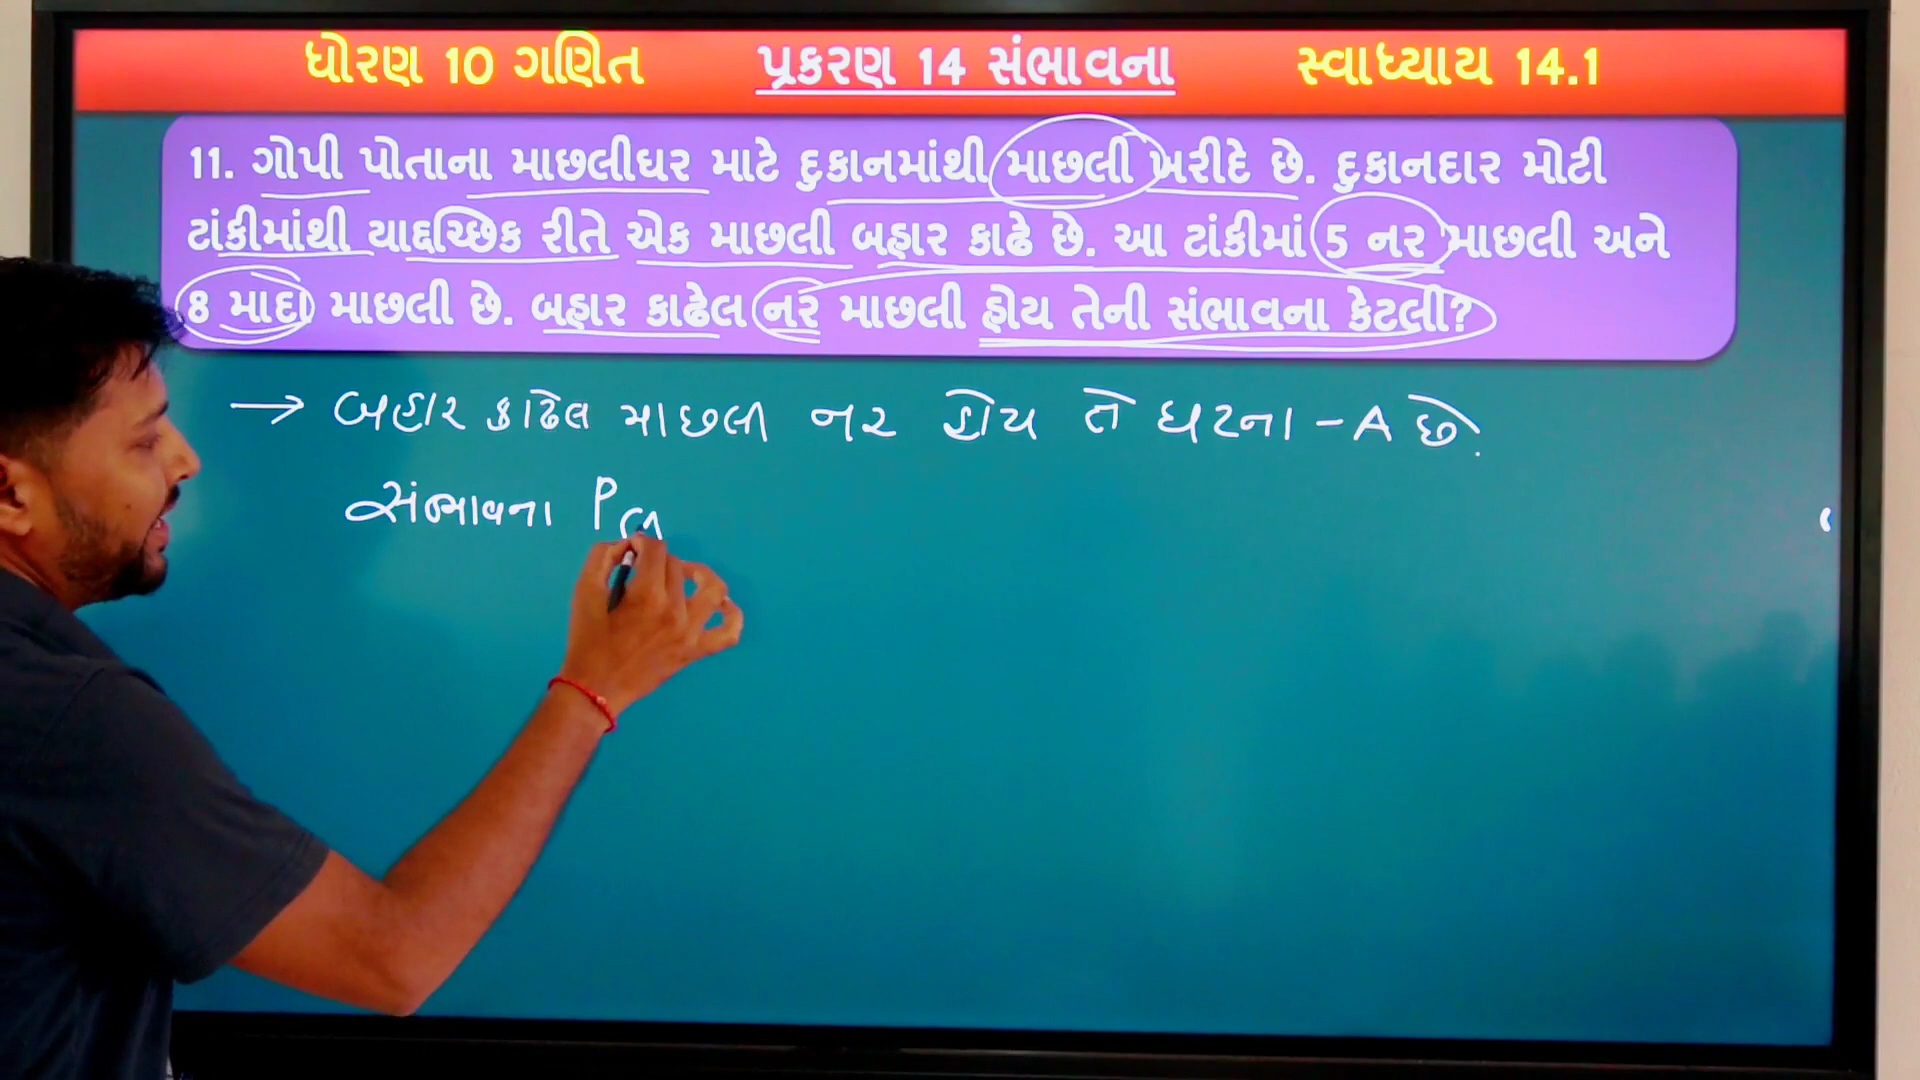 ધોરણ 10 ગણિત પ્રકરણ 14 સંભાવના સ્વાધ્યાય 14.1
11. ગોપી પોતાના માછલીઘર માટે દુકાનમાંથી માછલી ખરીદે છે. દુકાનદાર મોટી
ટાંકીમાંથી યાદચ્છિક રીતે એક માછલી બહાર કાઢે છે. આ ટાંકીમાં 5 નર માછલી અને
8 માદા માછલી છે. બહાર કાઢેલ નર માછલી હોય તેની સંભાવના કેટલી?
→ બહાર કાઢેલ માછલી નર હોય તે ઘટના - A છે.
સંભાવના P